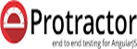 Protractor
end to end testing for AngularJS